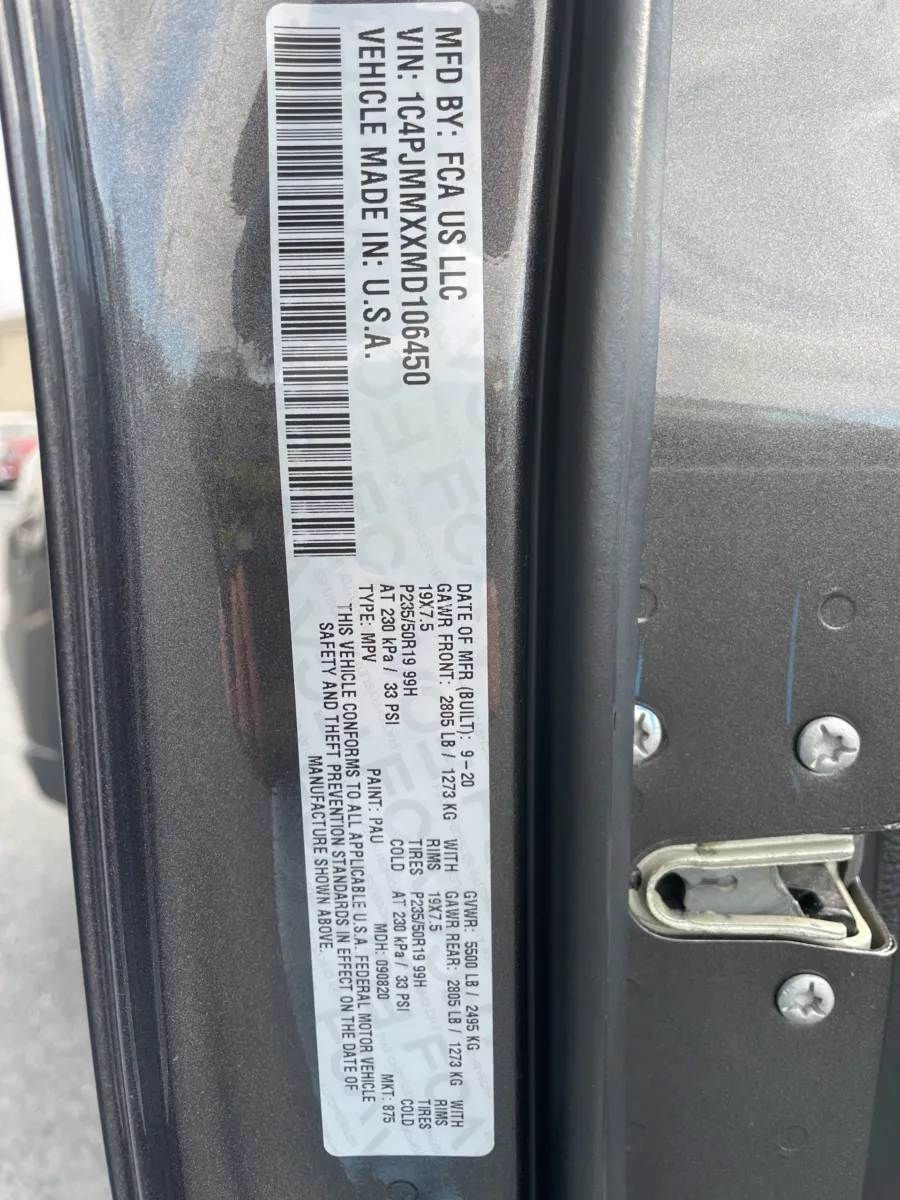 MFD BY: FCA US LLC
VIN: 1C4PJMMXXMD106450
VEHICLE MADE IN: U.S.A.
DATE OF MFR (BUILT): 9-20 GVWR: 5500 LB / 2495 KG
GAWR FRONT: 2805 LB / 1273 KG WITH GAWR REAR: 2805 LB / 1273 KG WITH
19X7.5 RIMS 19X7.5 RIMS
P235/50R19 99H TIRES P235/50R19 99H TIRES
AT 230 kPa / 33 PSI COLD AT 230 kPa / 33 PSI COLD
TYPE: MPV PAINT: PAU MDH: 090820 MKT: 875
THIS VEHICLE CONFORMS TO ALL APPLICABLE U.S.A. FEDERAL MOTOR VEHICLE
SAFETY AND THEFT PREVENTION STANDARDS IN EFFECT ON THE DATE OF
MANUFACTURE SHOWN ABOVE.